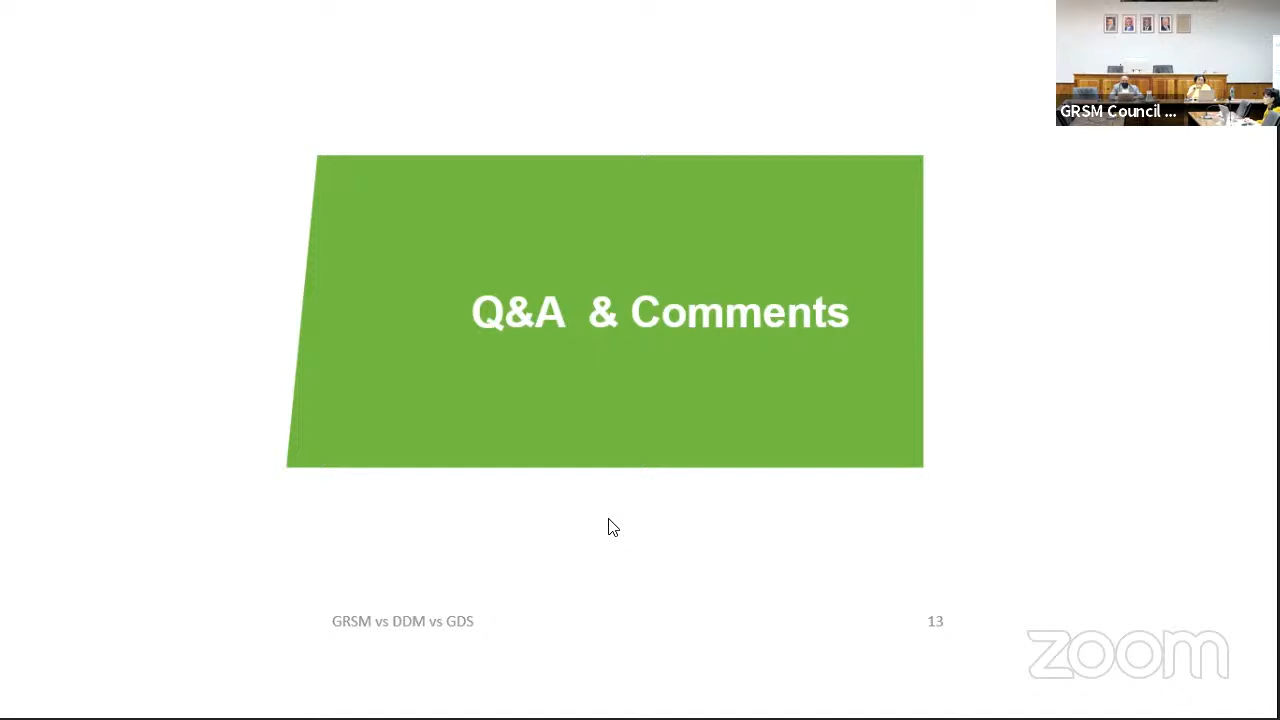 GRSM Council ...
Q&A & Comments
GRSM vs DDM vs GDS
13
zoom